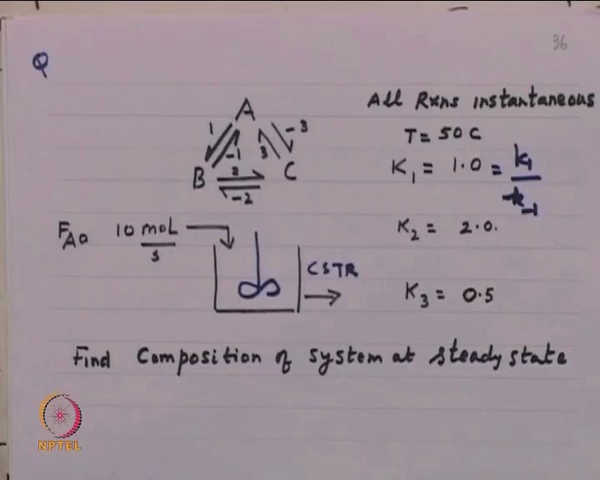 36
Q
All Rxns instantaneous
T = 50 C
A
1 -1 3 -3
B 2 C
-2
K1 = 1.0 = k1/k-1
K2 = 2.0.
K3 = 0.5
FA0 10 mol/s
CSTR
Find Composition of system at steady state
NPTEL